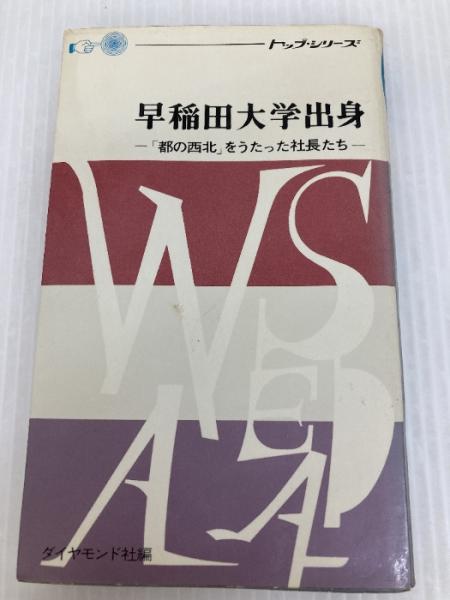 トップ・シリーズ
早稲田大学出身
―「都の西北」をうたった社長たち―
WASEDA
ダイヤモンド社編